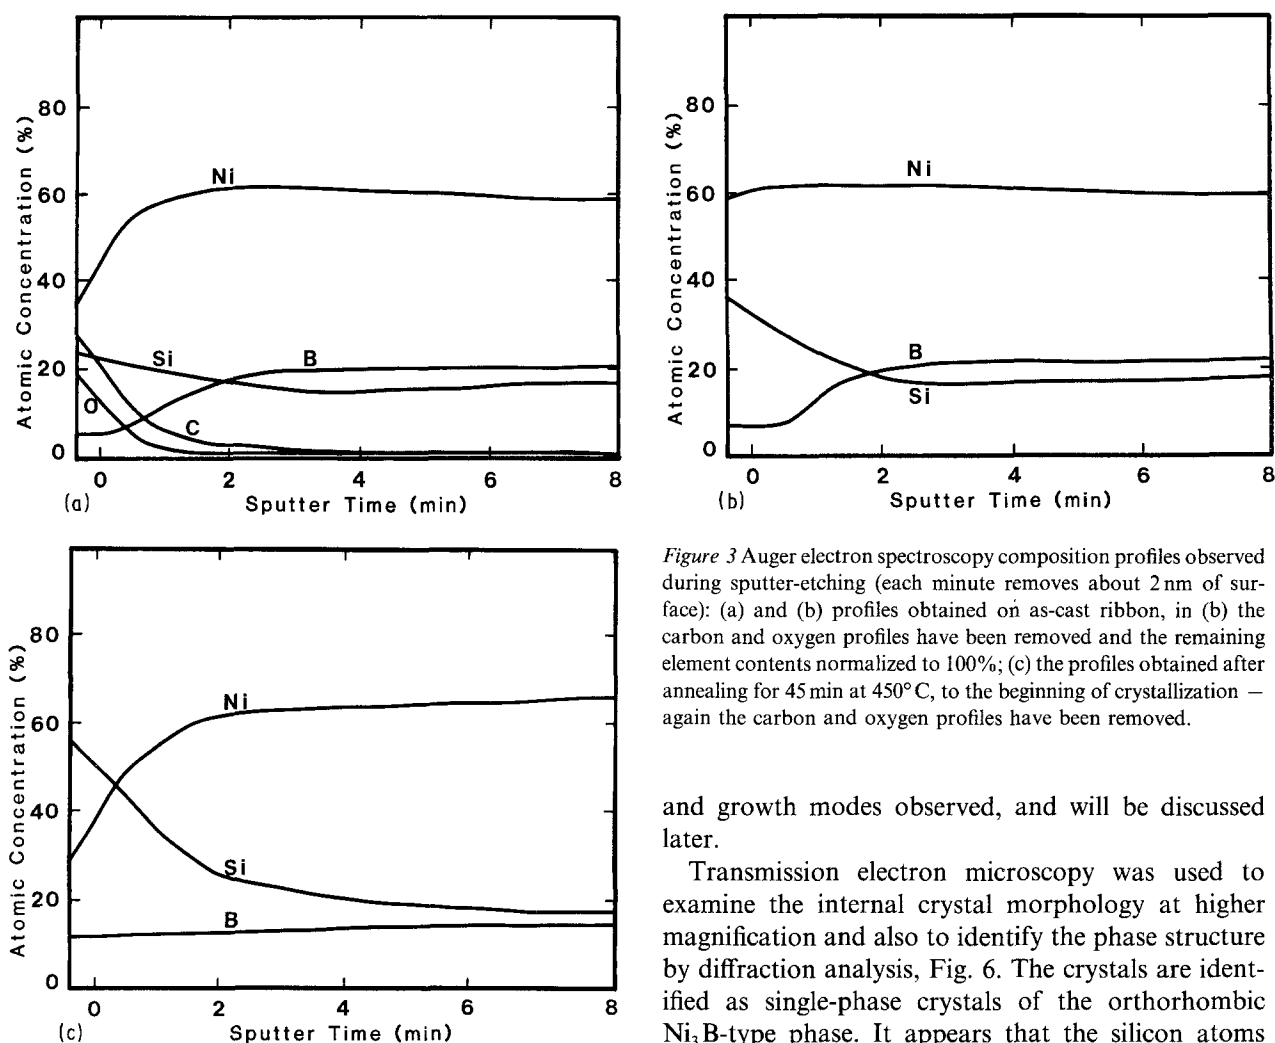 80
60
40
20
0
Atomic Concentration (%)
Ni
Si
B
O
C
0 2 4 6 8
(a) Sputter Time (min)
80
60
40
20
0
Atomic Concentration (%)
Ni
B
Si
0 2 4 6 8
(b) Sputter Time (min)
80
60
40
20
0
Atomic Concentration (%)
Ni
Si
B
0 2 4 6 8
(c) Sputter Time (min)
Figure 3 Auger electron spectroscopy composition profiles observed
during sputter-etching (each minute removes about 2 nm of sur-
face): (a) and (b) profiles obtained on as-cast ribbon, in (b) the
carbon and oxygen profiles have been removed and the remaining
element contents normalized to 100%; (c) the profiles obtained after
annealing for 45 min at 450° C, to the beginning of crystallization —
again the carbon and oxygen profiles have been removed.
and growth modes observed, and will be discussed
later.
Transmission electron microscopy was used to
examine the internal crystal morphology at higher
magnification and also to identify the phase structure
by diffraction analysis, Fig. 6. The crystals are ident-
ified as single-phase crystals of the orthorhombic
Ni₃B-type phase. It appears that the silicon atoms